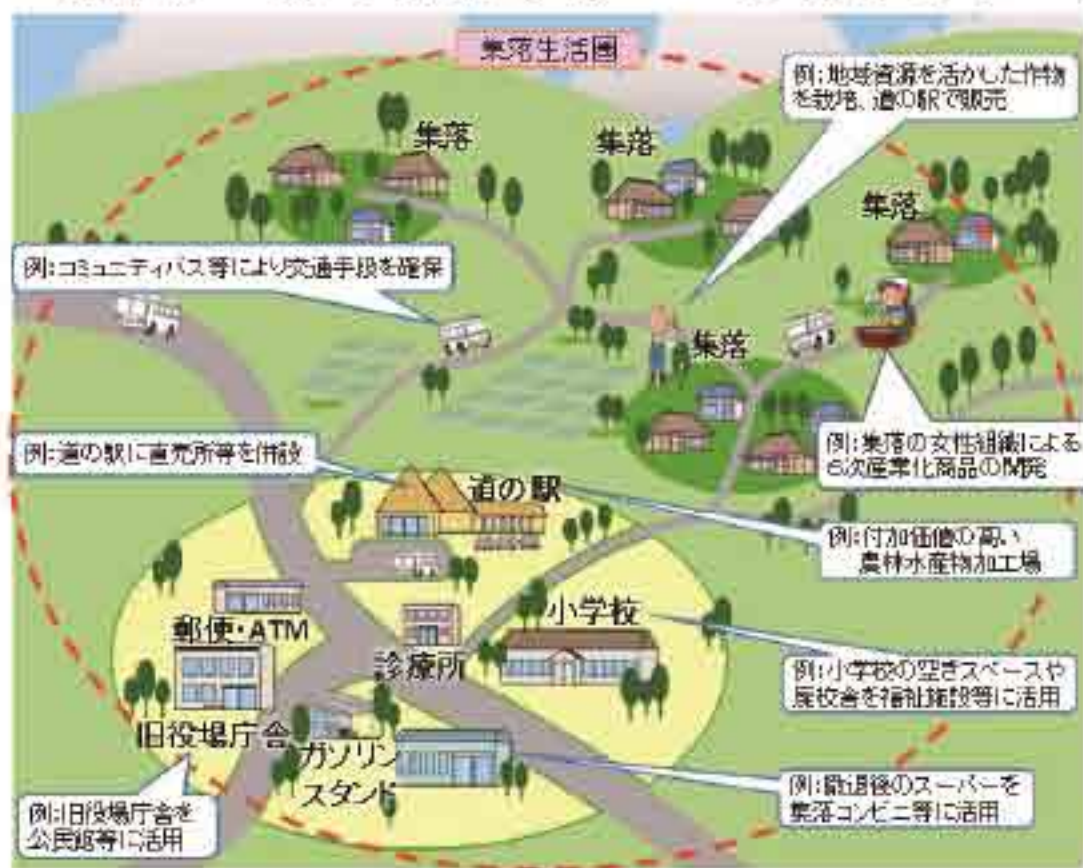 集落生活圏
例:地域資源を活かした作物
を栽培、道の駅で販売
集落
集落
集落
例:コミュニティバス等により交通手段を確保
集落
例:集落の女性組織による
6次産業化商品の開発
例:道の駅に直売所等を併設
道の駅
例:付加価値の高い
農林水産物加工場
郵便・ATM
小学校
診療所
例:小学校の空きスペースや
廃校舎を福祉施設等に活用
旧役場庁舎
ガソリン
スタンド
例:旧役場庁舎を
公民館等に活用
例:撤退後のスーパーを
集落コンビニ等に活用